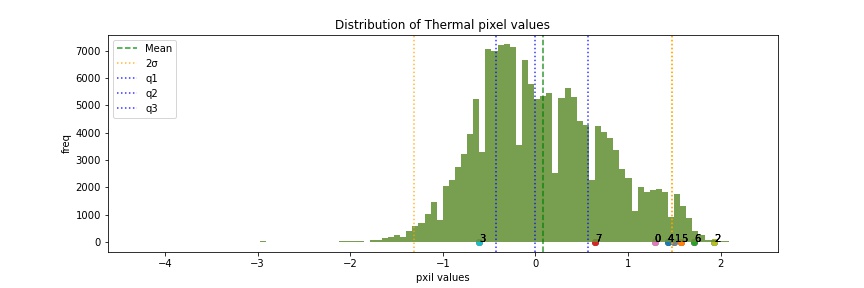 Distribution of Thermal pixel values
Mean
2σ
q1
q2
q3
freq
7000
6000
5000
4000
3000
2000
1000
0
3 7 0 4 1 5 6 2
−4 −3 −2 −1 0 1 2
pxil values